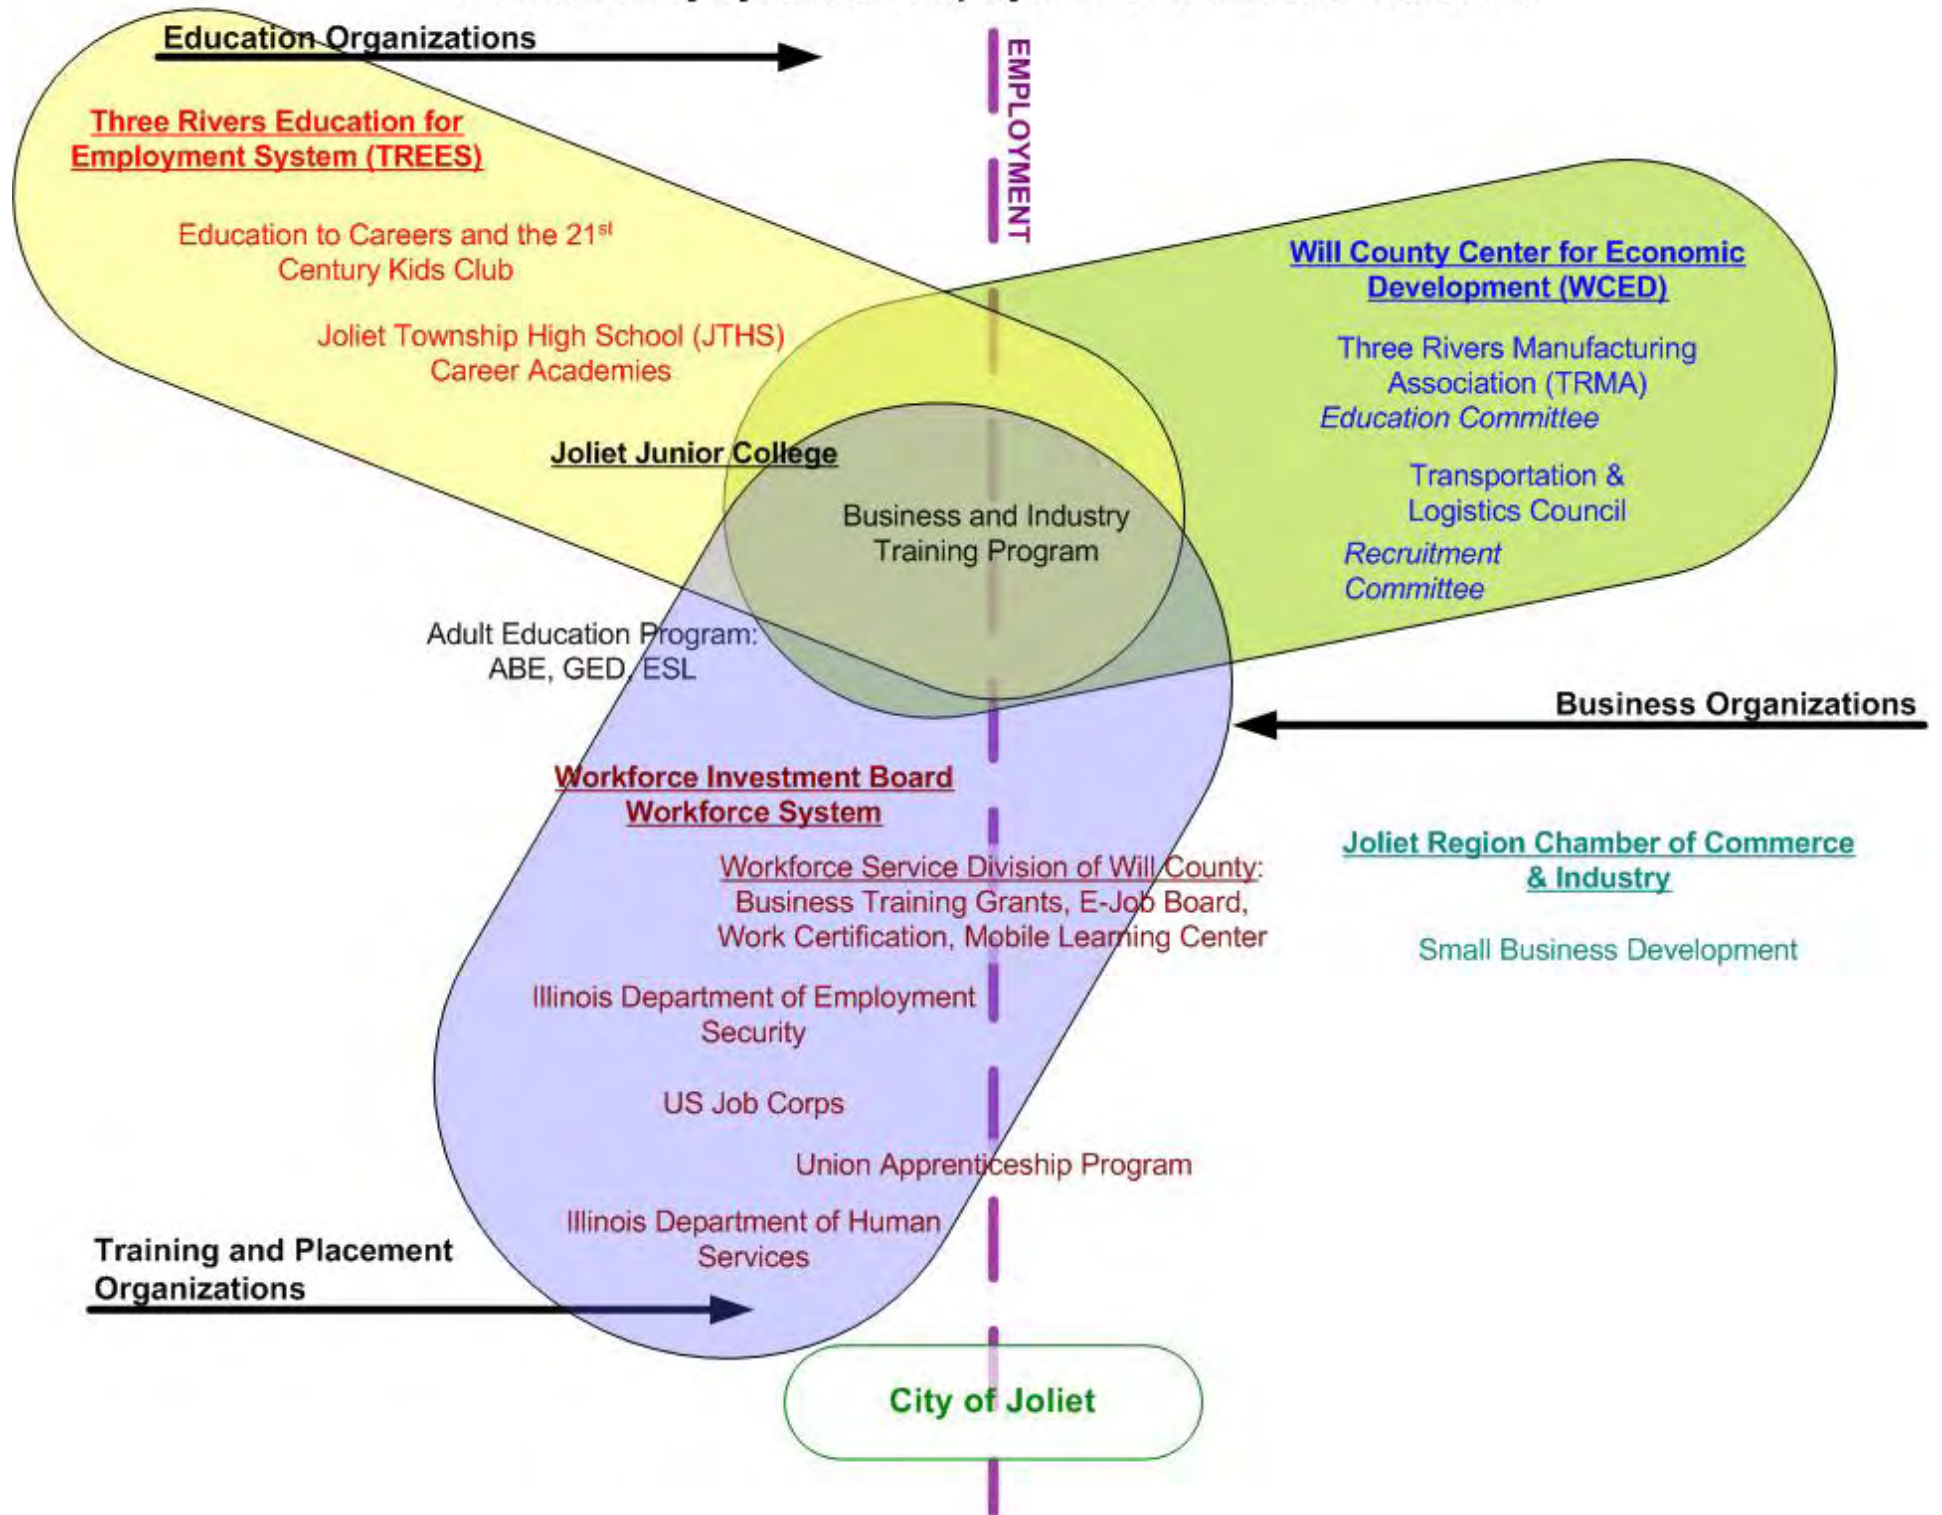 Education Organizations
EMPLOYMENT
Three Rivers Education for
Employment System (TREES)
Education to Careers and the 21st
Century Kids Club
Joliet Township High School (JTHS)
Career Academies
Joliet Junior College
Business and Industry
Training Program
Will County Center for Economic
Development (WCED)
Three Rivers Manufacturing
Association (TRMA)
Education Committee
Transportation &
Logistics Council
Recruitment
Committee
Adult Education Program:
ABE, GED, ESL
Business Organizations
Workforce Investment Board
Workforce System
Workforce Service Division of Will County:
Business Training Grants, E-Job Board,
Work Certification, Mobile Learning Center
Joliet Region Chamber of Commerce
& Industry
Small Business Development
Illinois Department of Employment
Security
US Job Corps
Union Apprenticeship Program
Illinois Department of Human
Services
Training and Placement
Organizations
City of Joliet